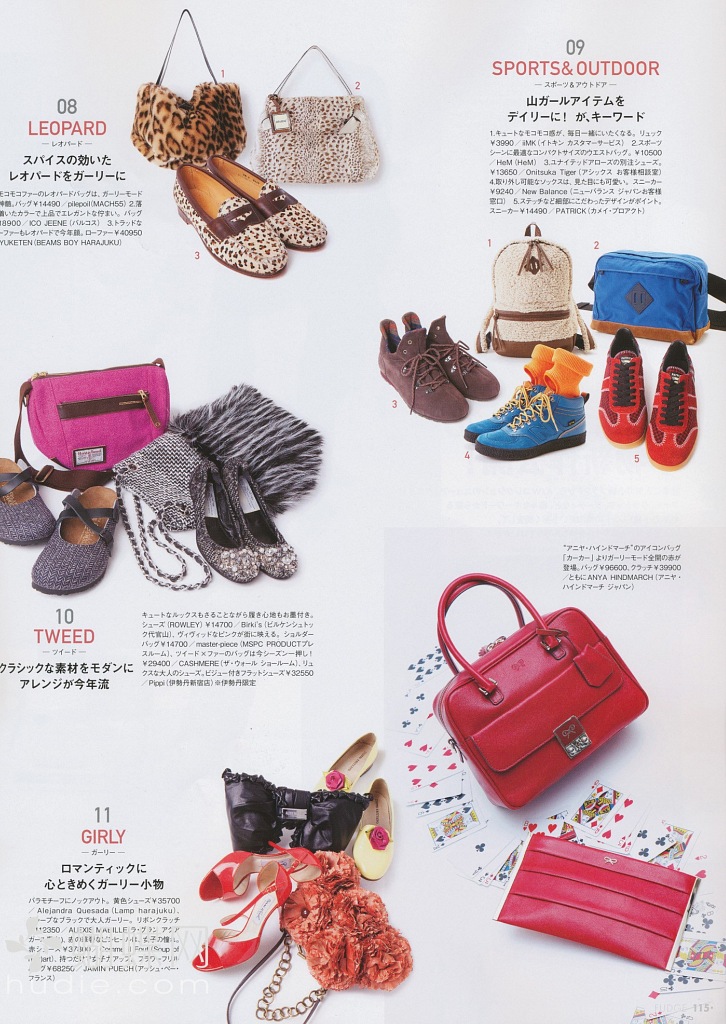 08
LEOPARD
― レオパード ―
スパイスの効いた
レオパードをガーリーに
モコモコファーのレオパードバッグは、ガーリーモード
神髄。バッグ￥14490／pilepoil（MACH55） 2.落
着いたカラーで上品でエレガントな佇まい。バッグ
18900／ICO JEENE（パルコス） 3.トラッドな
ーファーもレオパードで今年顔。ローファー￥40950
YUKETEN（BEAMS BOY HARAJUKU）
1
2
3
09
SPORTS&OUTDOOR
― スポーツ＆アウトドア ―
山ガールアイテムを
デイリーに！ が、キーワード
1.キュートなモコモコ感が、毎日一緒にいたくなる。リュック
￥3990／iiMK（イトキン カスタマーサービス） 2.スポーツ
シーンに最適なコンパクトサイズのウエストバッグ。￥10500
／HeM（HeM） 3.ユナイテッドアローズの別注シューズ。
￥13650／Onitsuka Tiger（アシックス お客様相談室）
4.取り外し可能なソックスは、見た目にも可愛い。スニーカー
￥9240／New Balance（ニューバランス ジャパンお客様
窓口） 5.ステッチなど細部にこだわったデザインがポイント。
スニーカー￥14490／PATRICK（カメイ・プロアクト）
1
2
3
4
5
10
TWEED
― ツイード ―
クラシックな素材をモダンに
アレンジが今年流
キュートなルックスもさることながら履き心地もお墨付き。
シューズ（ROWLEY）￥14700／Birki's（ビルケンシュトッ
ク代官山）、ヴィヴィッドなピンクが街に映える。ショルダー
バッグ￥14700／master-piece（MSPC PRODUCTプレ
スルーム）、ツイード×ファーのバッグは今シーズン一押し！
￥29400／CASHMERE（ザ・ウォール ショールーム）、リュ
クスな大人のシューズ。ビジュー付きフラットシューズ￥32550
／Pippi（伊勢丹新宿店）※伊勢丹限定
“アニヤ・ハインドマーチ”のアイコンバッグ
「カーカー」よりガーリーモード全開の赤が
登場。バッグ￥96600、クラッチ￥39900
／ともにANYA HINDMARCH（アニヤ・
ハインドマーチ ジャパン）
11
GIRLY
― ガーリー ―
ロマンティックに
心ときめくガーリー小物
バラモチーフにノックアウト。黄色シューズ￥35700
／Alejandra Quesada（Lamp harajuku）、
ープなブラックで大人ガーリー。リボンクラッチ
12350／ALEXIS MABILLE
女子の憧
赤シューズ￥37800
フラワーフリル
グ￥68250／JAMIN PUECH（アッシュ・ペー・
フランス）
hudie.com
FUDGE 115